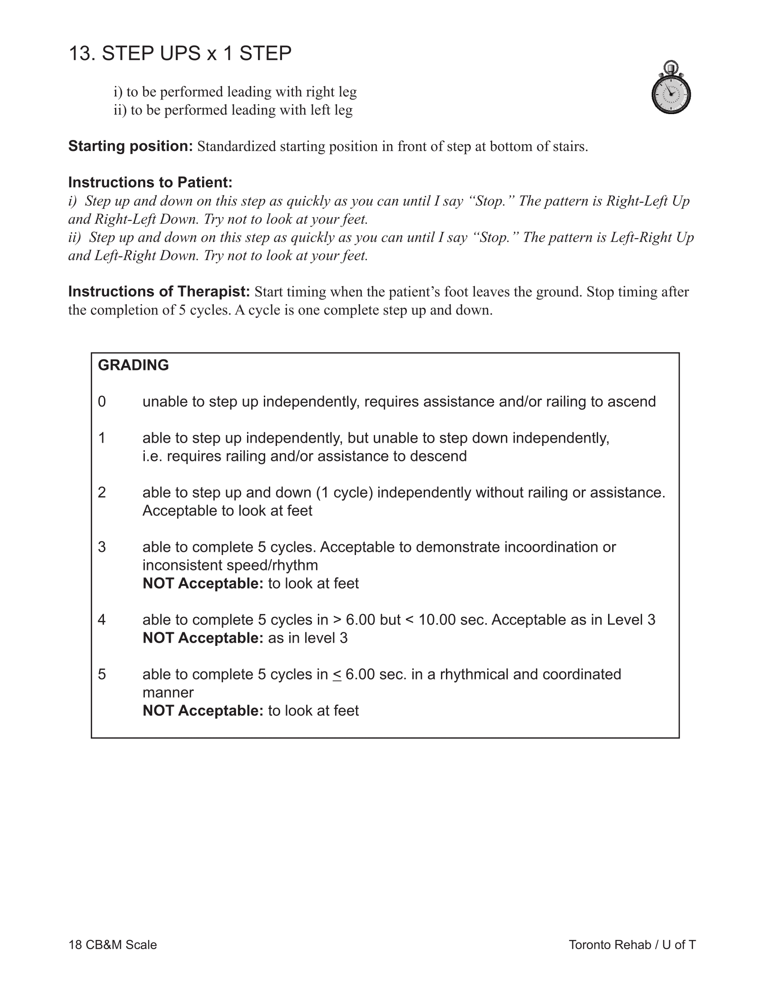 13. STEP UPS x 1 STEP
i) to be performed leading with right leg
ii) to be performed leading with left leg
Starting position: Standardized starting position in front of step at bottom of stairs.
Instructions to Patient:
i)  Step up and down on this step as quickly as you can until I say “Stop.” The pattern is Right-Left Up
and Right-Left Down. Try not to look at your feet.
ii)  Step up and down on this step as quickly as you can until I say “Stop.” The pattern is Left-Right Up
and Left-Right Down. Try not to look at your feet.
Instructions of Therapist: Start timing when the patient’s foot leaves the ground. Stop timing after
the completion of 5 cycles. A cycle is one complete step up and down.
GRADING
0 unable to step up independently, requires assistance and/or railing to ascend
1 able to step up independently, but unable to step down independently,
i.e. requires railing and/or assistance to descend
2 able to step up and down (1 cycle) independently without railing or assistance.
Acceptable to look at feet
3 able to complete 5 cycles. Acceptable to demonstrate incoordination or
inconsistent speed/rhythm
NOT Acceptable: to look at feet
4 able to complete 5 cycles in > 6.00 but < 10.00 sec. Acceptable as in Level 3
NOT Acceptable: as in level 3
5 able to complete 5 cycles in ≤ 6.00 sec. in a rhythmical and coordinated
manner
NOT Acceptable: to look at feet
18 CB&M Scale
Toronto Rehab / U of T